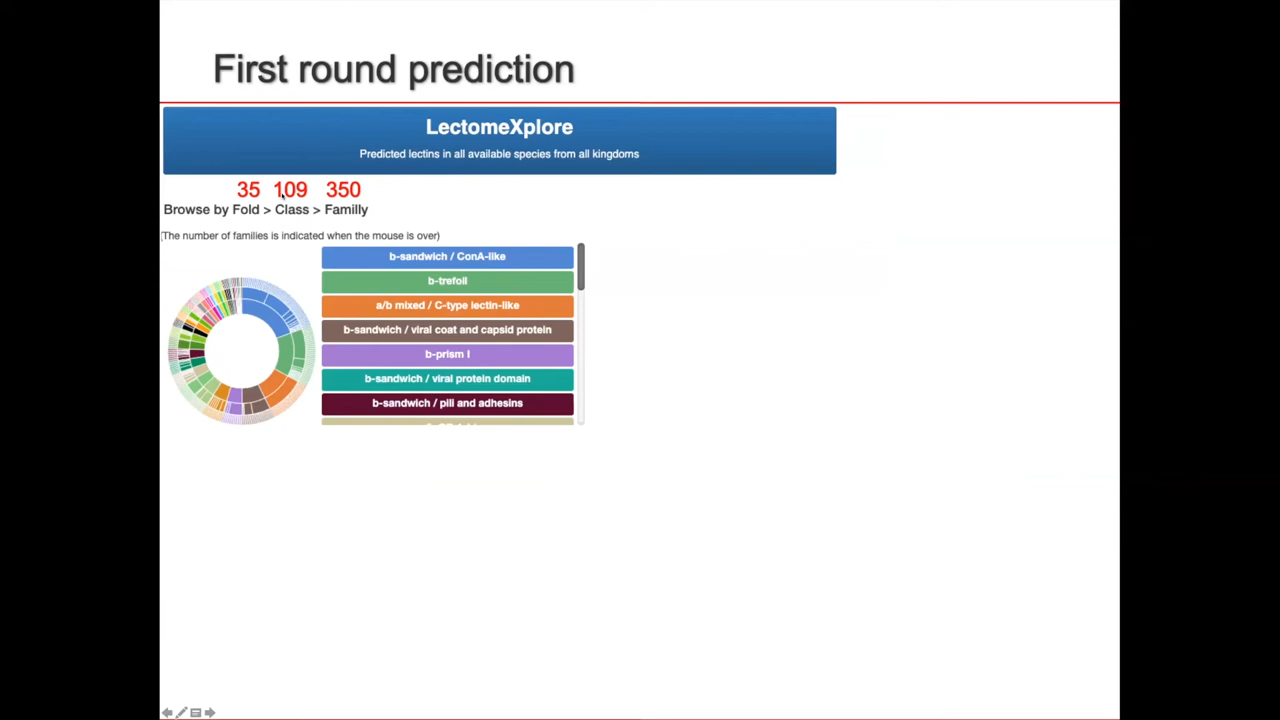 First round prediction
LectomeXplore
Predicted lectins in all available species from all kingdoms
35 109 350
Browse by Fold > Class > Familly
(The number of families is indicated when the mouse is over)
b-sandwich / ConA-like
b-trefoil
a/b mixed / C-type lectin-like
b-sandwich / viral coat and capsid protein
b-prism I
b-sandwich / viral protein domain
b-sandwich / pili and adhesins